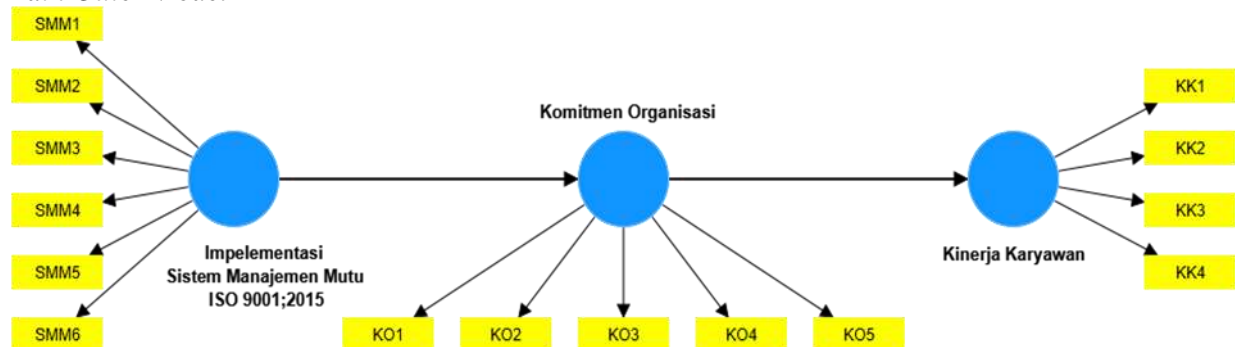 SMM1
SMM2
SMM3
SMM4
SMM5
SMM6
Impelementasi
Sistem Manajemen Mutu
ISO 9001;2015
Komitmen Organisasi
KO1
KO2
KO3
KO4
KO5
Kinerja Karyawan
KK1
KK2
KK3
KK4